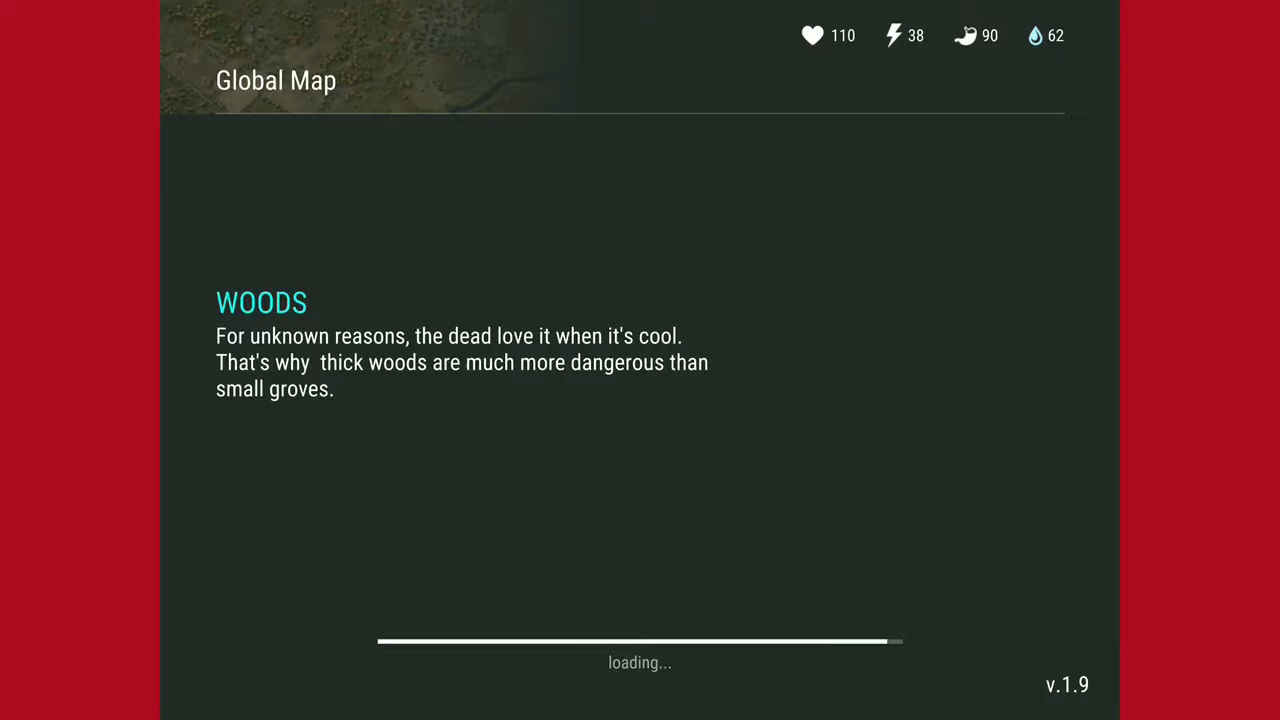 110 38 90 62
Global Map
WOODS
For unknown reasons, the dead love it when it's cool.
That's why  thick woods are much more dangerous than
small groves.
loading...
v.1.9